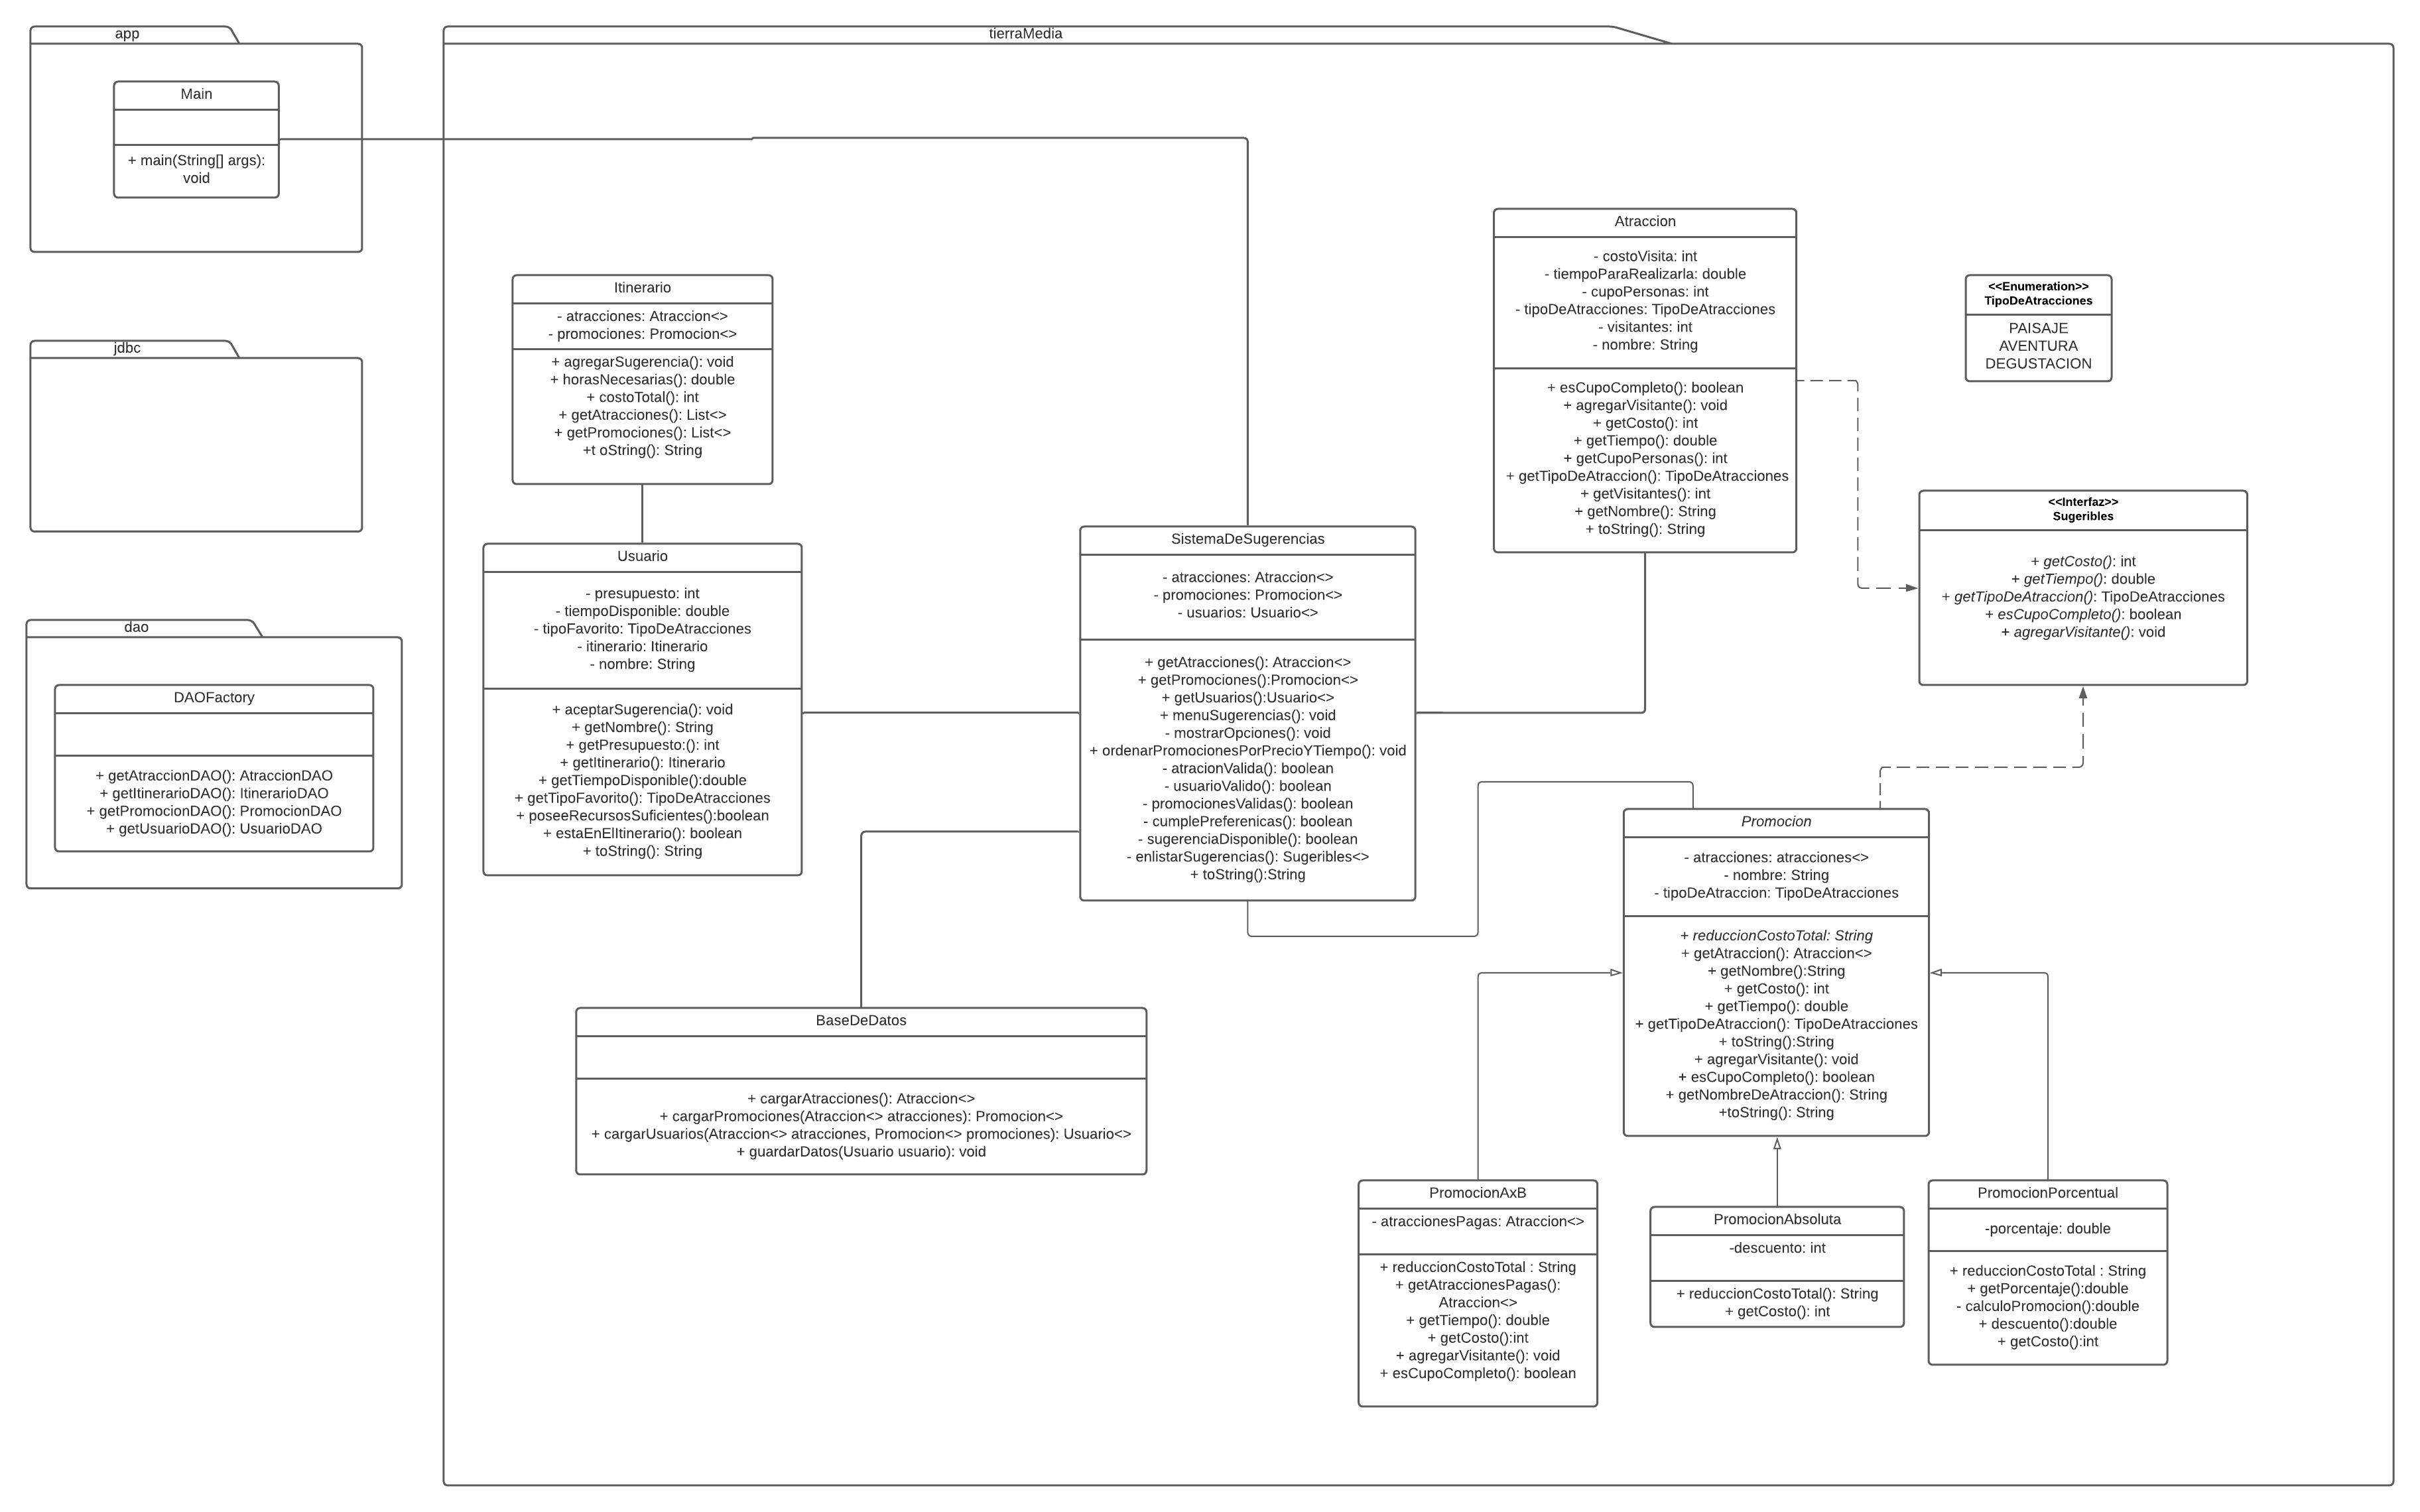 app
Main
+ main(String[] args):
void
jdbc
dao
DAOFactory
+ getAtraccionDAO(): AtraccionDAO
+ getItinerarioDAO(): ItinerarioDAO
+ getPromocionDAO(): PromocionDAO
+ getUsuarioDAO(): UsuarioDAO
tierraMedia
Itinerario
- atracciones: Atraccion<>
- promociones: Promocion<>
+ agregarSugerencia(): void
+ horasNecesarias(): double
+ costoTotal(): int
+ getAtracciones(): List<>
+ getPromociones(): List<>
+t oString(): String
Usuario
- presupuesto: int
- tiempoDisponible: double
- tipoFavorito: TipoDeAtracciones
- itinerario: Itinerario
- nombre: String
+ aceptarSugerencia(): void
+ getNombre(): String
+ getPresupuesto:(): int
+ getItinerario(): Itinerario
+ getTiempoDisponible():double
+ getTipoFavorito(): TipoDeAtracciones
+ poseeRecursosSuficientes():boolean
+ estaEnElItinerario(): boolean
+ toString(): String
SistemaDeSugerencias
- atracciones: Atraccion<>
- promociones: Promocion<>
- usuarios: Usuario<>
+ getAtracciones(): Atraccion<>
+ getPromociones():Promocion<>
+ getUsuarios():Usuario<>
+ menuSugerencias(): void
- mostrarOpciones(): void
+ ordenarPromocionesPorPrecioYTiempo(): void
- atracionValida(): boolean
- usuarioValido(): boolean
- promocionesValidas(): boolean
- cumplePreferenicas(): boolean
- sugerenciaDisponible(): boolean
- enlistarSugerencias(): Sugeribles<>
+ toString():String
BaseDeDatos
+ cargarAtracciones(): Atraccion<>
+ cargarPromociones(Atraccion<> atracciones): Promocion<>
+ cargarUsuarios(Atraccion<> atracciones, Promocion<> promociones): Usuario<>
+ guardarDatos(Usuario usuario): void
Atraccion
- costoVisita: int
- tiempoParaRealizarla: double
- cupoPersonas: int
- tipoDeAtracciones: TipoDeAtracciones
- visitantes: int
- nombre: String
+ esCupoCompleto(): boolean
+ agregarVisitante(): void
+ getCosto(): int
+ getTiempo(): double
+ getCupoPersonas(): int
+ getTipoDeAtraccion(): TipoDeAtracciones
+ getVisitantes(): int
+ getNombre(): String
+ toString(): String
<<Enumeration>>
TipoDeAtracciones
PAISAJE
AVENTURA
DEGUSTACION
<<Interfaz>>
Sugeribles
+ getCosto(): int
+ getTiempo(): double
+ getTipoDeAtraccion(): TipoDeAtracciones
+ esCupoCompleto(): boolean
+ agregarVisitante(): void
Promocion
- atracciones: atracciones<>
- nombre: String
- tipoDeAtraccion: TipoDeAtracciones
+ reduccionCostoTotal: String
+ getAtraccion(): Atraccion<>
+ getNombre():String
+ getCosto(): int
+ getTiempo(): double
+ getTipoDeAtraccion(): TipoDeAtracciones
+ toString():String
+ agregarVisitante(): void
+ esCupoCompleto(): boolean
+ getNombreDeAtraccion(): String
+toString(): String
PromocionAxB
- atraccionesPagas: Atraccion<>
+ reduccionCostoTotal : String
+ getAtraccionesPagas():
Atraccion<>
+ getTiempo(): double
+ getCosto():int
+ agregarVisitante(): void
+ esCupoCompleto(): boolean
PromocionAbsoluta
-descuento: int
+ reduccionCostoTotal(): String
+ getCosto(): int
PromocionPorcentual
-porcentaje: double
+ reduccionCostoTotal : String
+ getPorcentaje():double
- calculoPromocion():double
+ descuento():double
+ getCosto():int